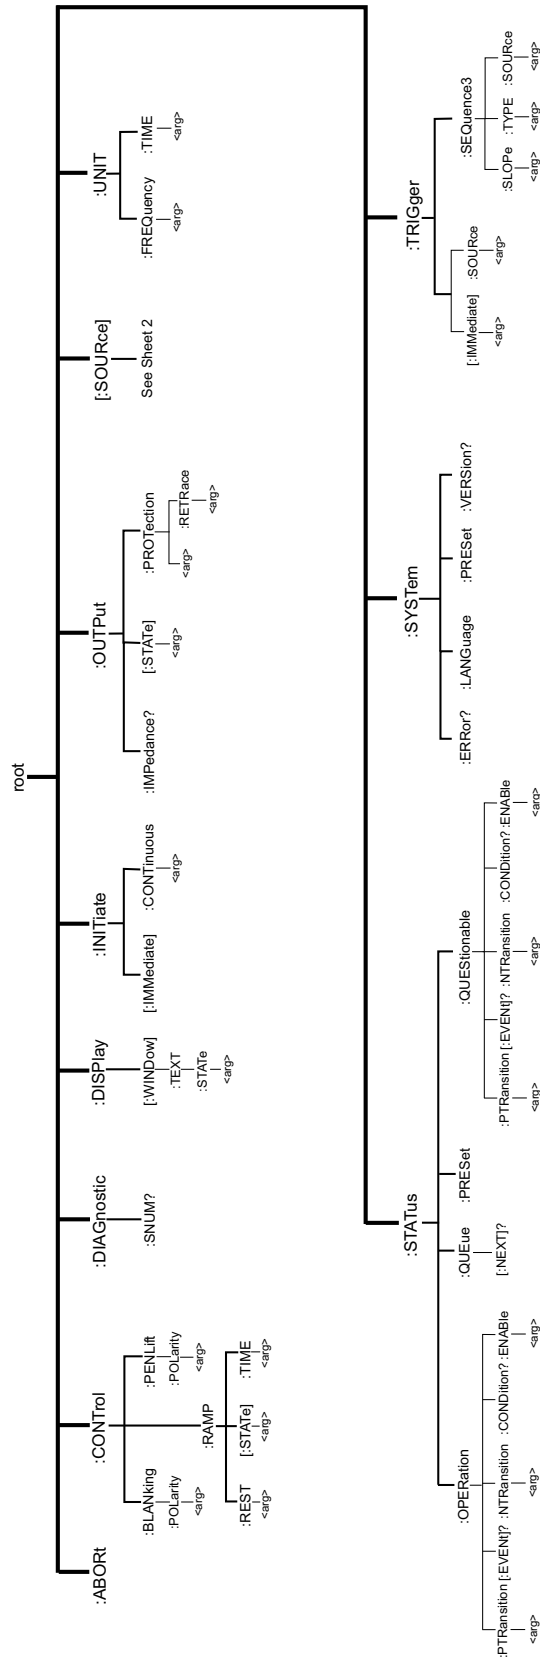 root
:ABORt
:CONTrol
:DIAGnostic
:DISPlay
:INITiate
:OUTPut
[:SOURce]
:UNIT
:BLANking
:POLarity
<arg>
:PENLift
:POLarity
<arg>
:RAMP
:REST
<arg>
[:STATe]
<arg>
:TIME
<arg>
:SNUM?
[:WINDow]
:TEXT
:STATe
<arg>
[:IMMediate]
:CONTinuous
<arg>
:IMPedance?
[:STATe]
<arg>
:PROTection
<arg>
:RETRace
<arg>
See Sheet 2
:FREQuency
<arg>
:TIME
<arg>
:STATus
:SYSTem
:TRIGger
:OPERation
:PTRansition [:EVENt]? :NTRansition :CONDition? :ENABle
<arg>
<arg>
<arg>
:QUEue
[:NEXT]?
:PRESet
:QUEStionable
:PTRansition [:EVENt]? :NTRansition :CONDition? :ENABle
<arg>
<arg>
<arg>
:ERRor?
:LANGuage
:PRESet
:VERSion?
[:IMMediate]
<arg>
:SOURce
<arg>
:SEQuence3
:SLOPe
<arg>
:TYPE
<arg>
:SOURce
<arg>